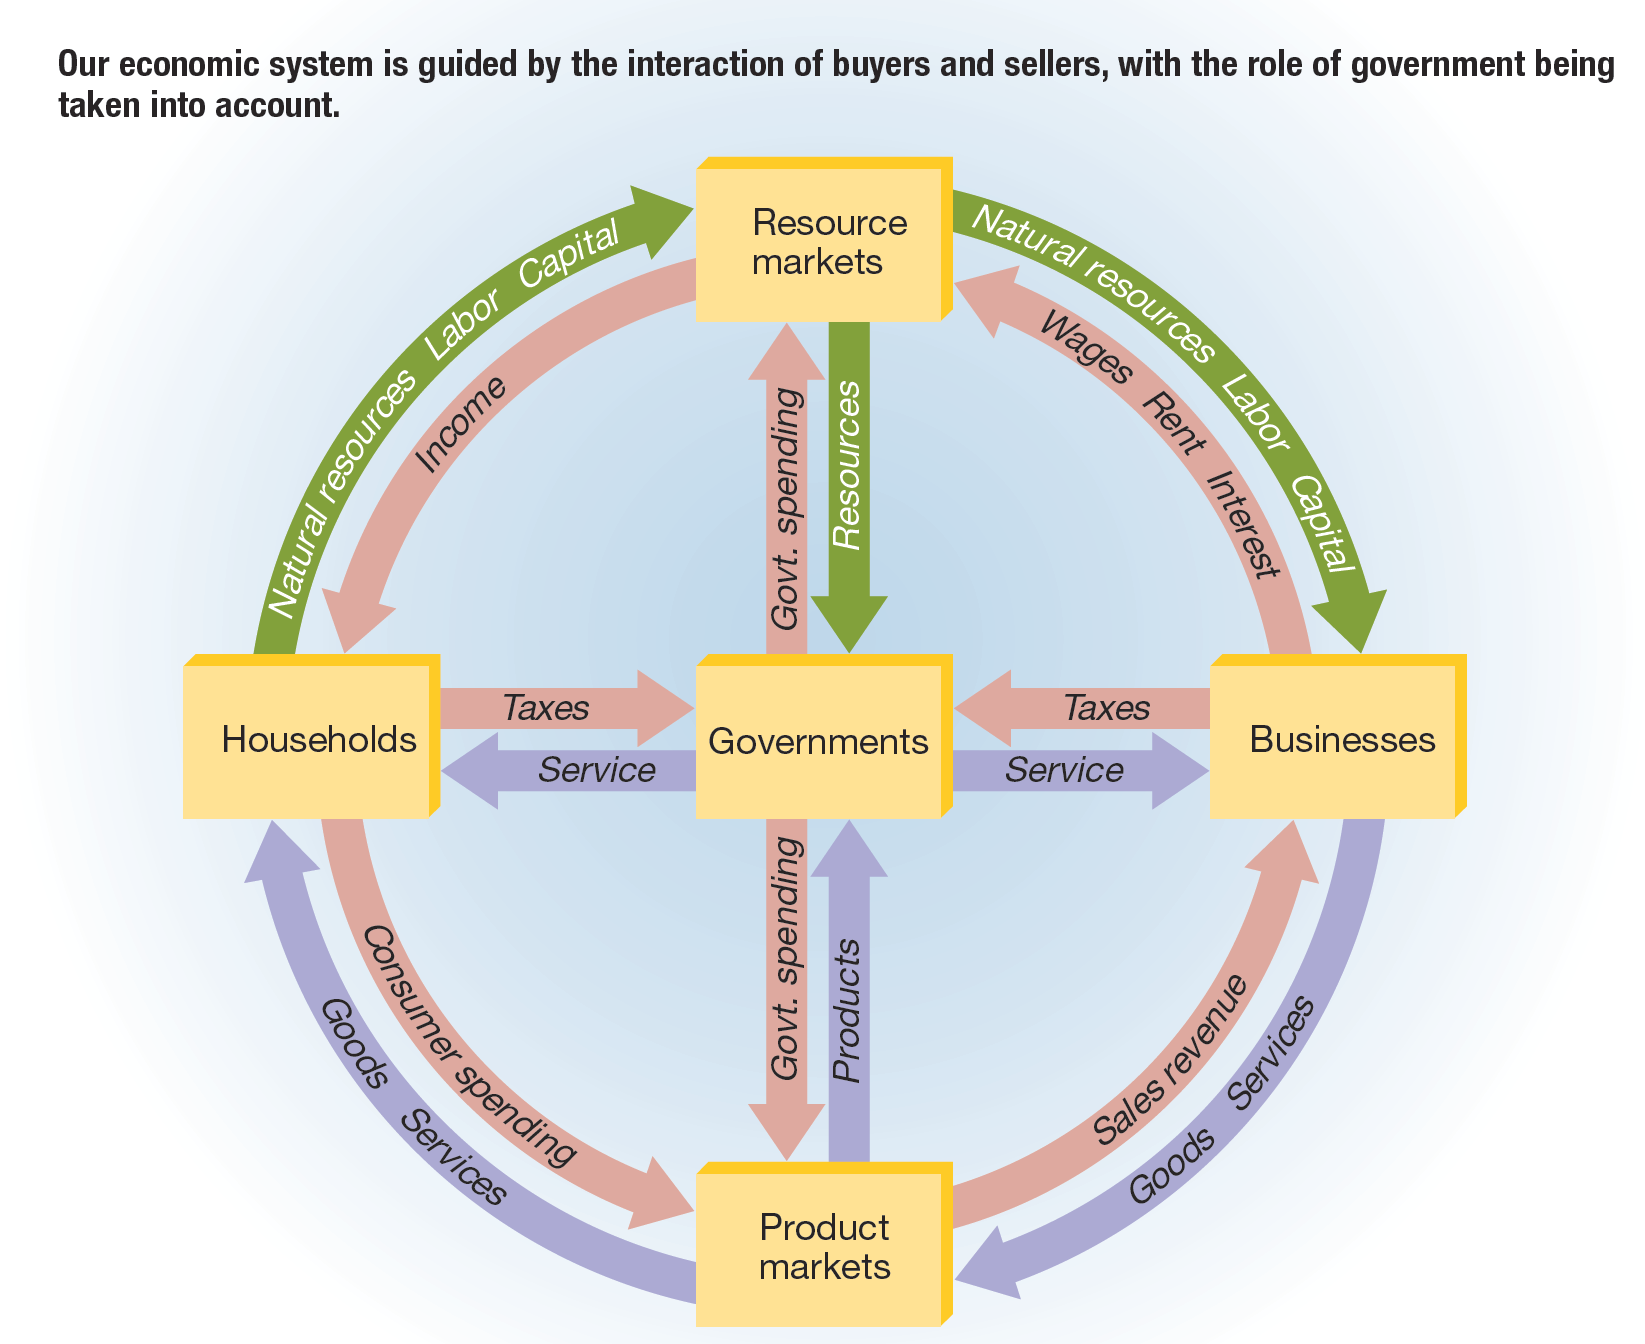 Our economic system is guided by the interaction of buyers and sellers, with the role of government being
taken into account.
Resource
markets
Natural resources Labor Capital
Natural resources Labor Capital
Income
Wages Rent Interest
Govt. spending
Resources
Households
Taxes
Service
Governments
Taxes
Service
Businesses
Govt. spending
Products
Consumer spending
Goods Services
Sales revenue
Goods Services
Product
markets